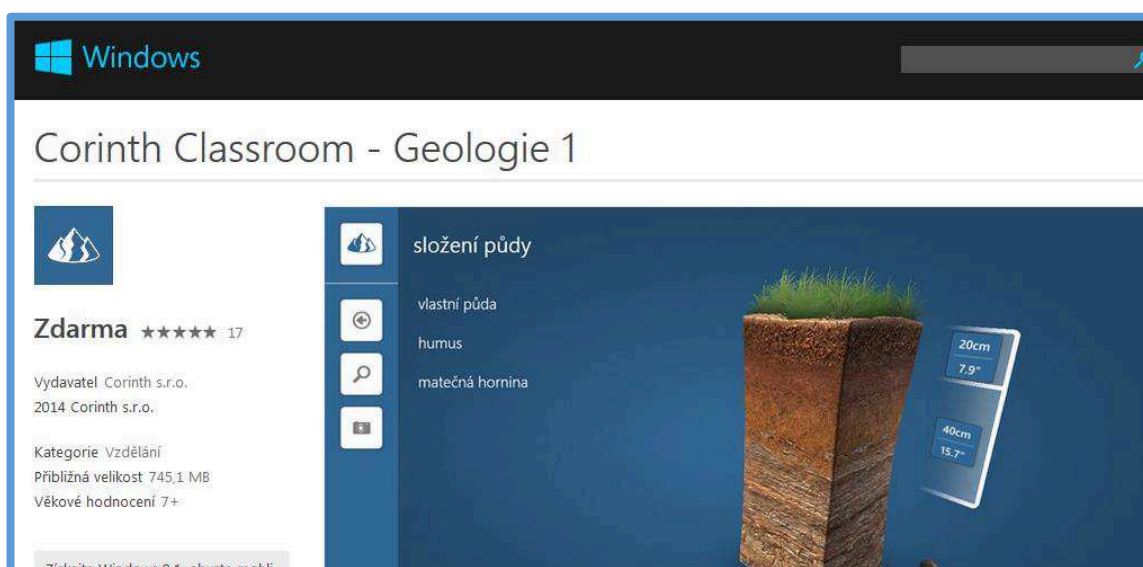 Windows
Corinth Classroom - Geologie 1
Zdarma ★★★★★ 17
Vydavatel Corinth s.r.o.
2014 Corinth s.r.o.
Kategorie Vzdělání
Přibližná velikost 745,1 MB
Věkové hodnocení 7+
složení půdy
vlastní půda
humus
matečná hornina
20cm
7.9"
40cm
15.7"